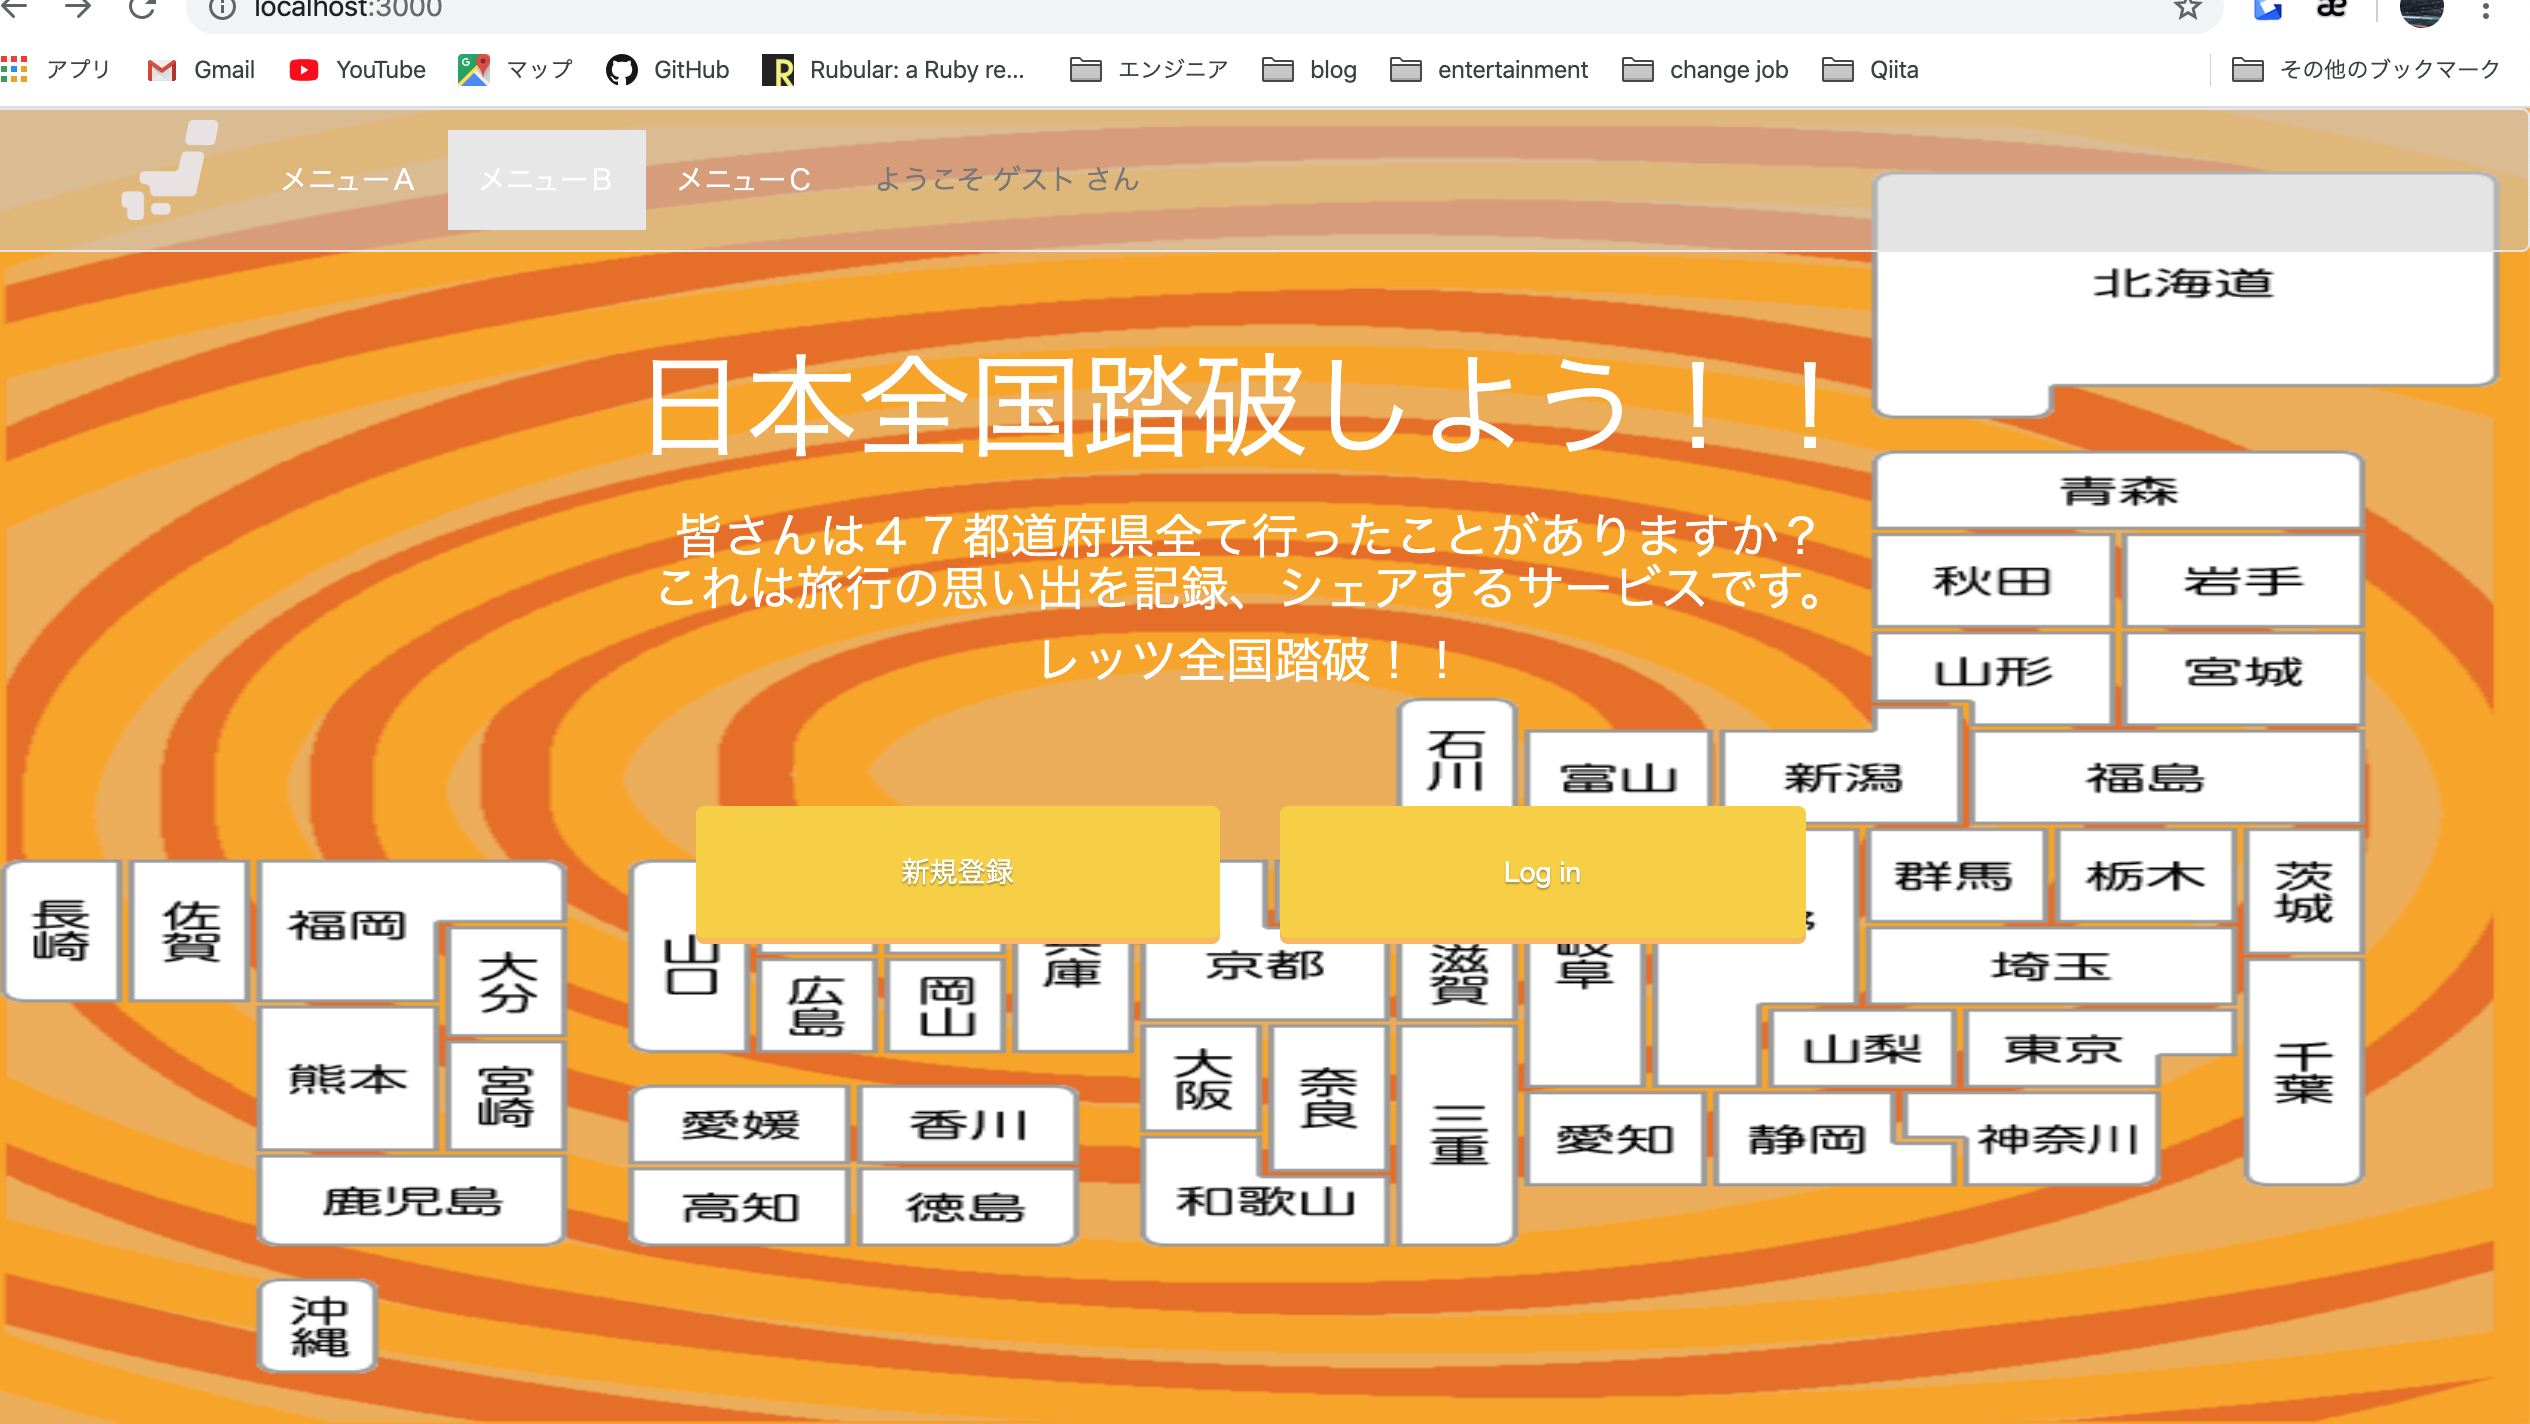 localhost:3000
アプリ Gmail YouTube マップ GitHub Rubular: a Ruby re... エンジニア blog entertainment change job Qiita その他のブックマーク
メニューA メニューB メニューC ようこそ ゲスト さん
北海道
日本全国踏破しよう！！
青森
皆さんは４７都道府県全て行ったことがありますか？
これは旅行の思い出を記録、シェアするサービスです。
秋田 岩手
レッツ全国踏破！！
山形 宮城
石川 富山 新潟 福島
新規登録 Log in
群馬 栃木 茨城
長崎 佐賀 福岡 大分
山口 広島 岡山 兵庫 京都 滋賀 岐阜 埼玉
熊本 宮崎
大阪 奈良 三重 山梨 東京 千葉
愛媛 香川 愛知 静岡 神奈川
鹿児島 高知 徳島 和歌山
沖縄